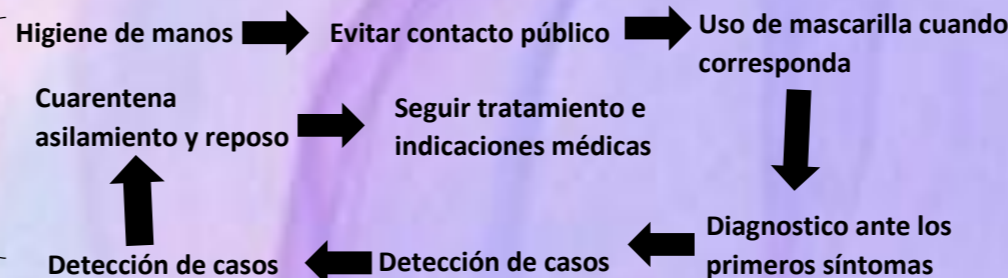 Higiene de manos
Evitar contacto público
Uso de mascarilla cuando
corresponda
Diagnostico ante los
primeros síntomas
Detección de casos
Detección de casos
Cuarentena
asilamiento y reposo
Seguir tratamiento e
indicaciones médicas